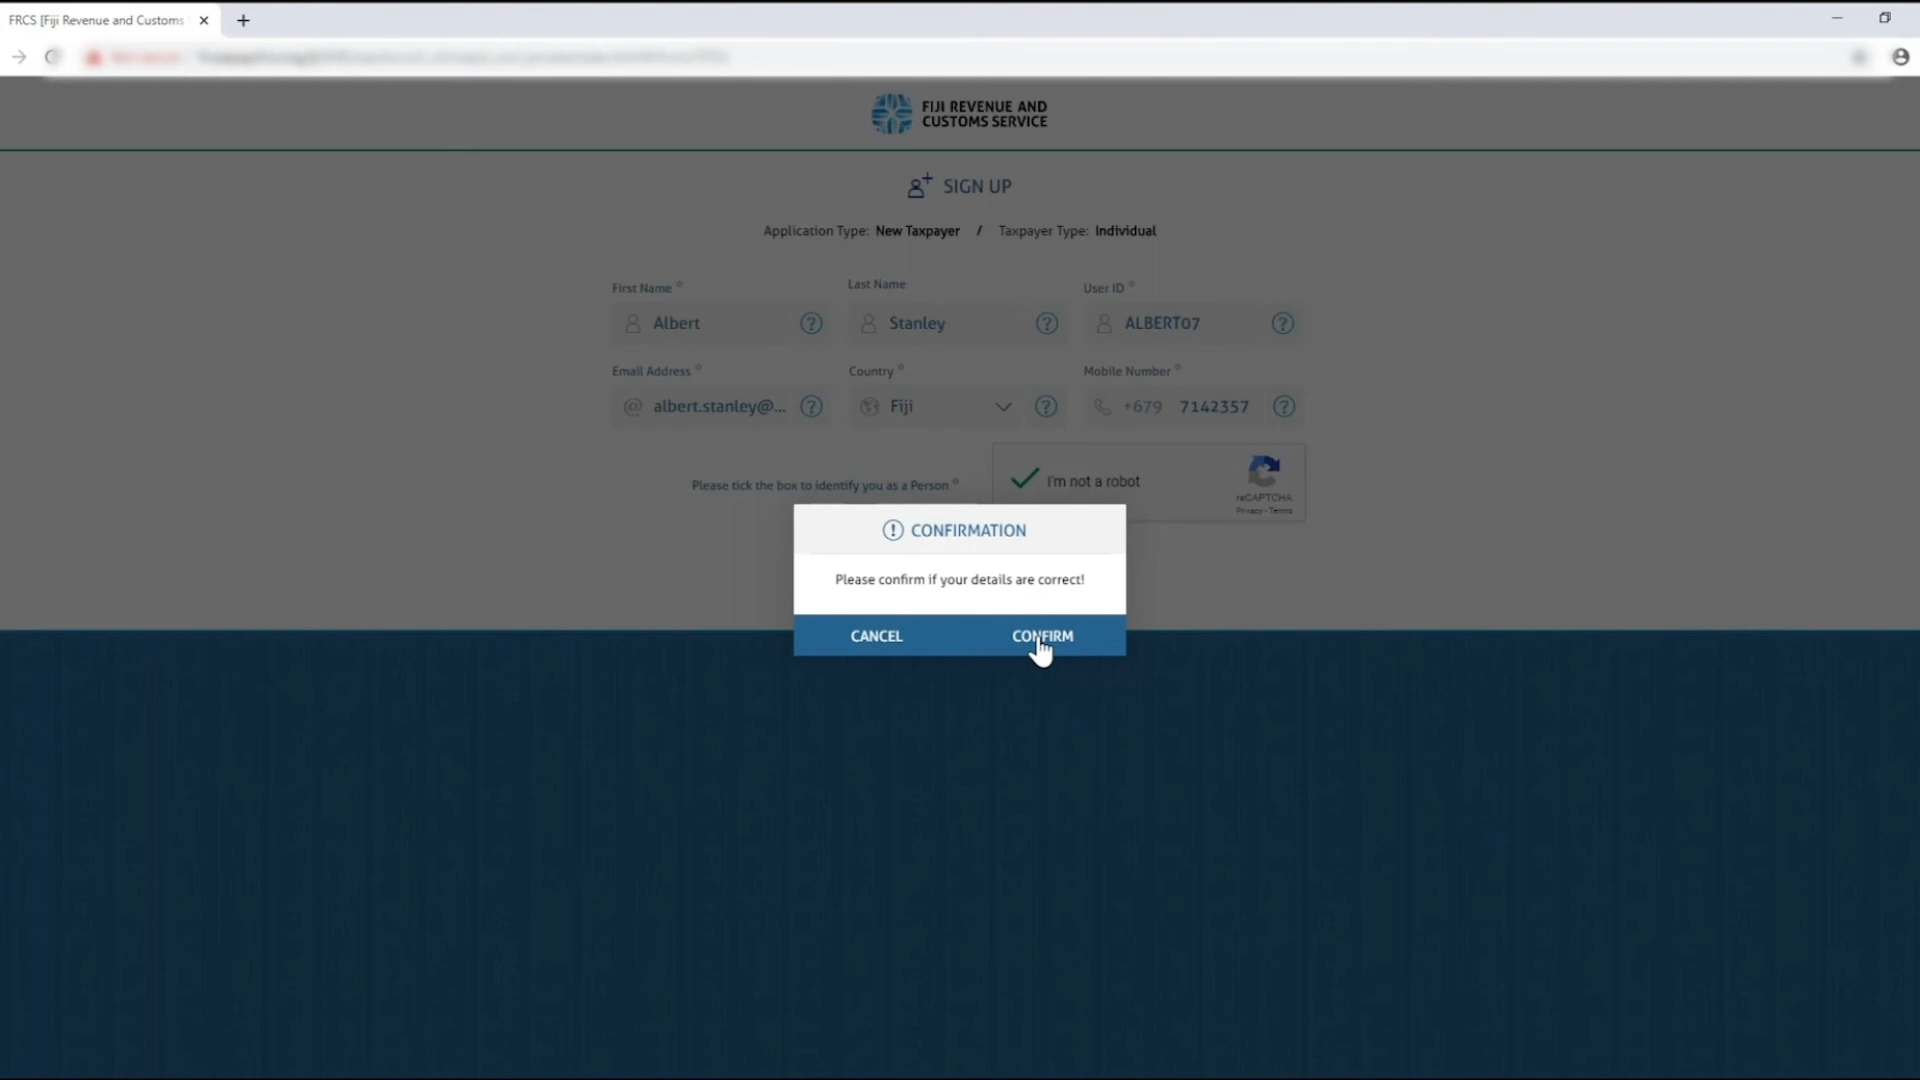 FRCS [Fiji Revenue and Customs
FIJI REVENUE AND
CUSTOMS SERVICE
SIGN UP
Application Type: New Taxpayer / Taxpayer Type: Individual
First Name * Last Name User ID *
Albert ? Stanley ? ALBERT07 ?
Email Address * Country * Mobile Number *
@ albert.stanley@... ? Fiji ? +679 7142357 ?
Please tick the box to identify you as a Person * I'm not a robot
reCAPTCHA
Privacy - Terms
! CONFIRMATION
Please confirm if your details are correct!
CANCEL CONFIRM